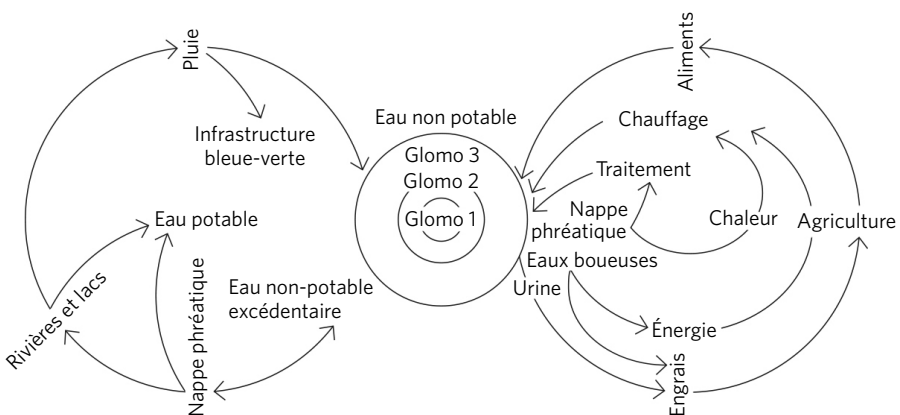 Pluie
Infrastructure
bleue-verte
Eau potable
Rivières et lacs
Nappe phréatique
Eau non-potable
excédentaire
Eau non potable
Glomo 3
Glomo 2
Glomo 1
Aliments
Chauffage
Traitement
Nappe
phréatique
Chaleur
Agriculture
Eaux boueuses
Urine
Énergie
Engrais